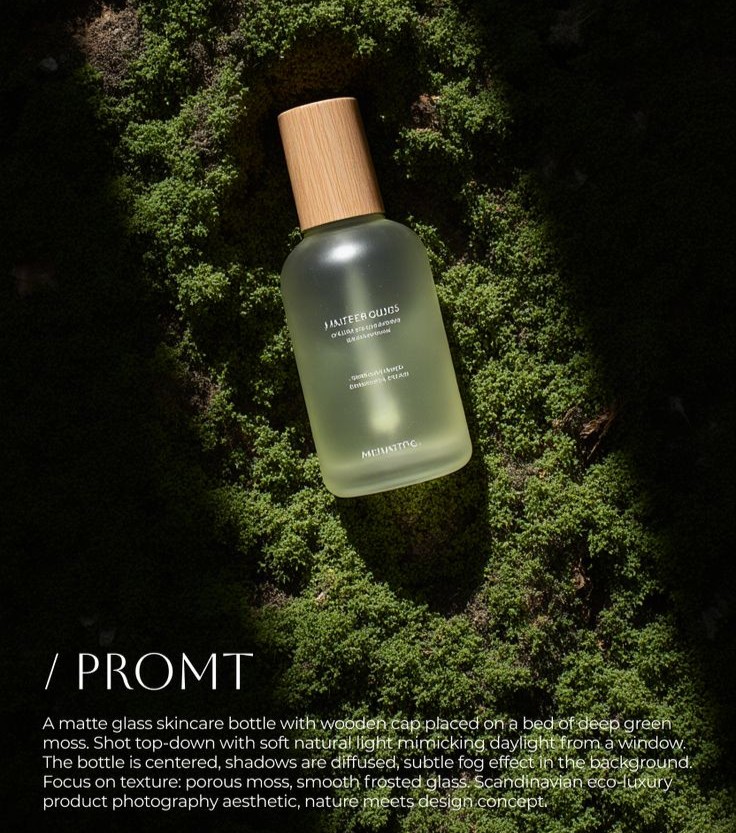 / PROMT
A matte glass skincare bottle with wooden cap placed on a bed of deep green
moss. Shot top-down with soft natural light mimicking daylight from a window.
The bottle is centered, shadows are diffused, subtle fog effect in the background.
Focus on texture: porous moss, smooth frosted glass. Scandinavian eco-luxury
product photography aesthetic, nature meets design concept.